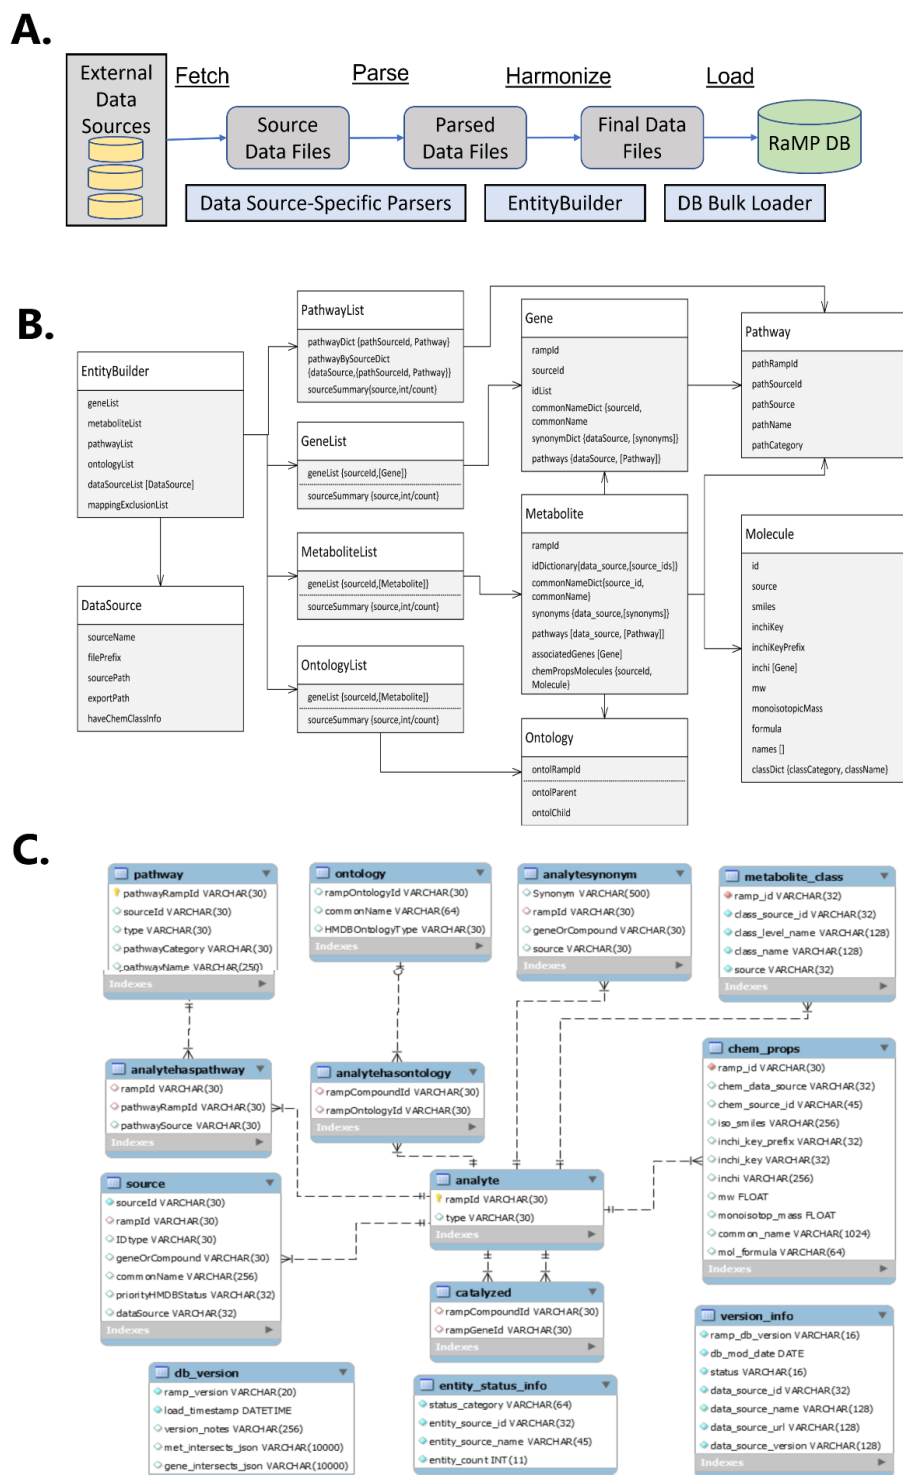 A.
External
Data
Sources
Fetch
Parse
Harmonize
Load
Source
Data Files
Parsed
Data Files
Final Data
Files
RaMP DB
Data Source-Specific Parsers
EntityBuilder
DB Bulk Loader
B.
EntityBuilder
geneList
metaboliteList
pathwayList
ontologyList
dataSourceList [DataSource]
mappingExclusionList
DataSource
sourceName
filePrefix
sourcePath
exportPath
haveChemClassInfo
PathwayList
pathwayDict {pathSourceId, Pathway}
pathwayBySourceDict
{dataSource,{pathSourceId, Pathway}}
sourceSummary{source,int/count}
GeneList
geneList {sourceId,[Gene]}
sourceSummary {source,int/count}
MetaboliteList
geneList {sourceId,[Metabolite]}
sourceSummary {source,int/count}
OntologyList
geneList {sourceId,[Metabolite]}
sourceSummary {source,int/count}
Gene
rampId
sourceId
idList
commonNameDict {sourceId,
commonName
synonymDict {dataSource, [synonyms]}
pathways {dataSource, [Pathway]}
Metabolite
rampId
idDictionary{data_source,[source_ids]}
commonNameDict{source_id,
commonName}
synonyms {data_source,[synonyms]}
pathways [data_source, [Pathway]]
associatedGenes [Gene]
chemPropsMolecules {sourceId,
Molecule}
Ontology
ontolRampId
ontolParent
ontolChild
Pathway
pathRampId
pathSourceId
pathSource
pathName
pathCategory
Molecule
id
source
smiles
inchiKey
inchiKeyPrefix
inchi [Gene]
mw
monoisotopicMass
formula
names []
classDict {classCategory, className}
C.
pathway
pathwayRampId VARCHAR(30)
sourceId VARCHAR(30)
type VARCHAR(30)
pathwayCategory VARCHAR(30)
pathwayName VARCHAR(250)
Indexes
ontology
rampOntologyId VARCHAR(30)
commonName VARCHAR(64)
HMDBOntologyType VARCHAR(30)
Indexes
analytesynonym
Synonym VARCHAR(500)
rampId VARCHAR(30)
geneOrCompound VARCHAR(30)
source VARCHAR(30)
Indexes
metabolite_class
ramp_id VARCHAR(32)
class_source_id VARCHAR(32)
class_level_name VARCHAR(128)
class_name VARCHAR(128)
source VARCHAR(32)
Indexes
analytehaspathway
rampId VARCHAR(30)
pathwayRampId VARCHAR(30)
pathwaySource VARCHAR(30)
Indexes
analytehasontology
rampCompoundId VARCHAR(30)
rampOntologyId VARCHAR(30)
Indexes
chem_props
ramp_id VARCHAR(30)
chem_data_source VARCHAR(32)
chem_source_id VARCHAR(45)
iso_smiles VARCHAR(256)
inchi_key_prefix VARCHAR(32)
inchi_key VARCHAR(32)
inchi VARCHAR(256)
mw FLOAT
monoisotop_mass FLOAT
common_name VARCHAR(1024)
mol_formula VARCHAR(64)
Indexes
source
sourceId VARCHAR(30)
rampId VARCHAR(30)
IDtype VARCHAR(30)
geneOrCompound VARCHAR(30)
commonName VARCHAR(256)
priorityHMDBStatus VARCHAR(32)
dataSource VARCHAR(32)
Indexes
analyte
rampId VARCHAR(30)
type VARCHAR(30)
Indexes
catalyzed
rampCompoundId VARCHAR(30)
rampGeneId VARCHAR(30)
Indexes
db_version
ramp_version VARCHAR(20)
load_timestamp DATETIME
version_notes VARCHAR(256)
met_intersects_json VARCHAR(10000)
gene_intersects_json VARCHAR(10000)
entity_status_info
status_category VARCHAR(64)
entity_source_id VARCHAR(32)
entity_source_name VARCHAR(45)
entity_count INT(11)
version_info
ramp_db_version VARCHAR(16)
db_mod_date DATE
status VARCHAR(16)
data_source_id VARCHAR(32)
data_source_name VARCHAR(128)
data_source_url VARCHAR(128)
data_source_version VARCHAR(128)
Indexes